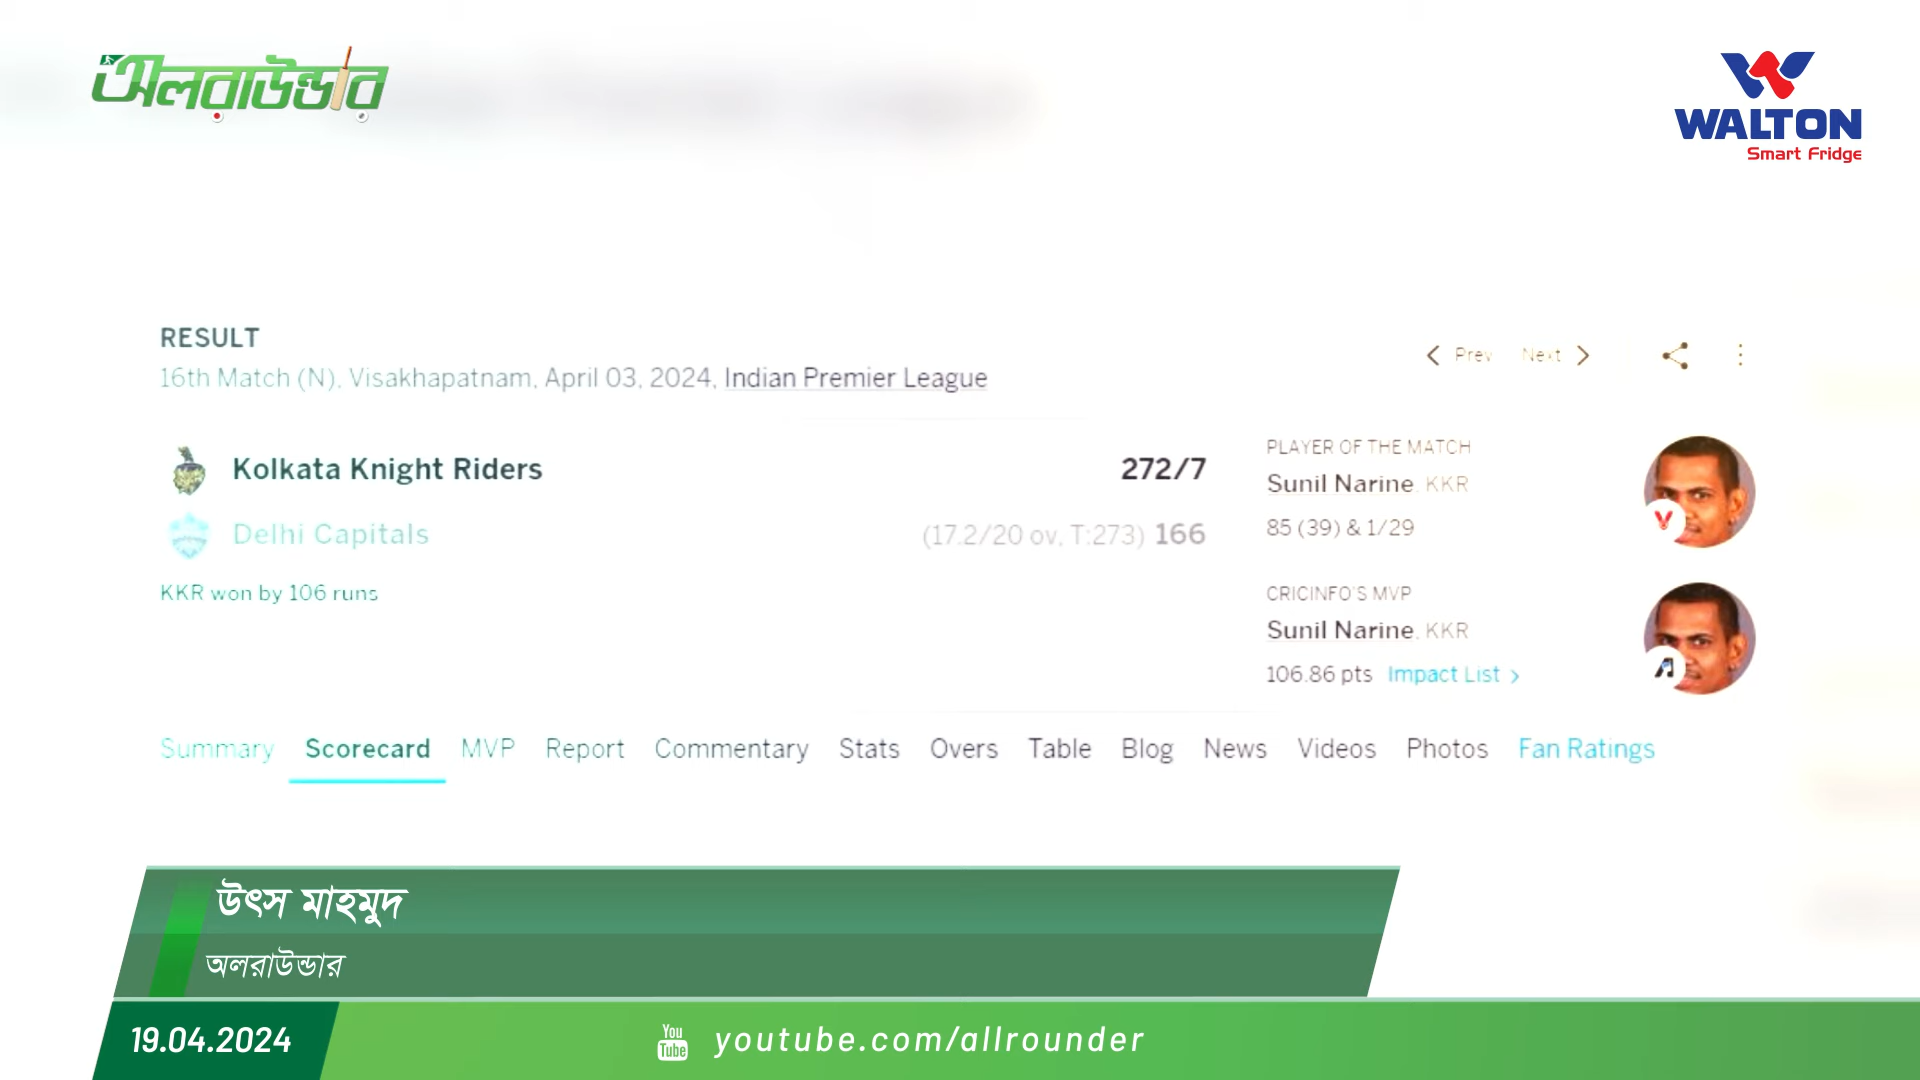 অলরাউন্ডার
WALTON
Smart Fridge
RESULT
16th Match (N), Visakhapatnam, April 03, 2024, Indian Premier League
Prev Next
Kolkata Knight Riders 272/7
Delhi Capitals (17.2/20 ov, T:273) 166
KKR won by 106 runs
PLAYER OF THE MATCH
Sunil Narine, KKR
85 (39) & 1/29
CRICINFO'S MVP
Sunil Narine, KKR
106.86 pts Impact List
Summary Scorecard MVP Report Commentary Stats Overs Table Blog News Videos Photos Fan Ratings
উৎস মাহমুদ
অলরাউন্ডার
19.04.2024 You Tube youtube.com/allrounder